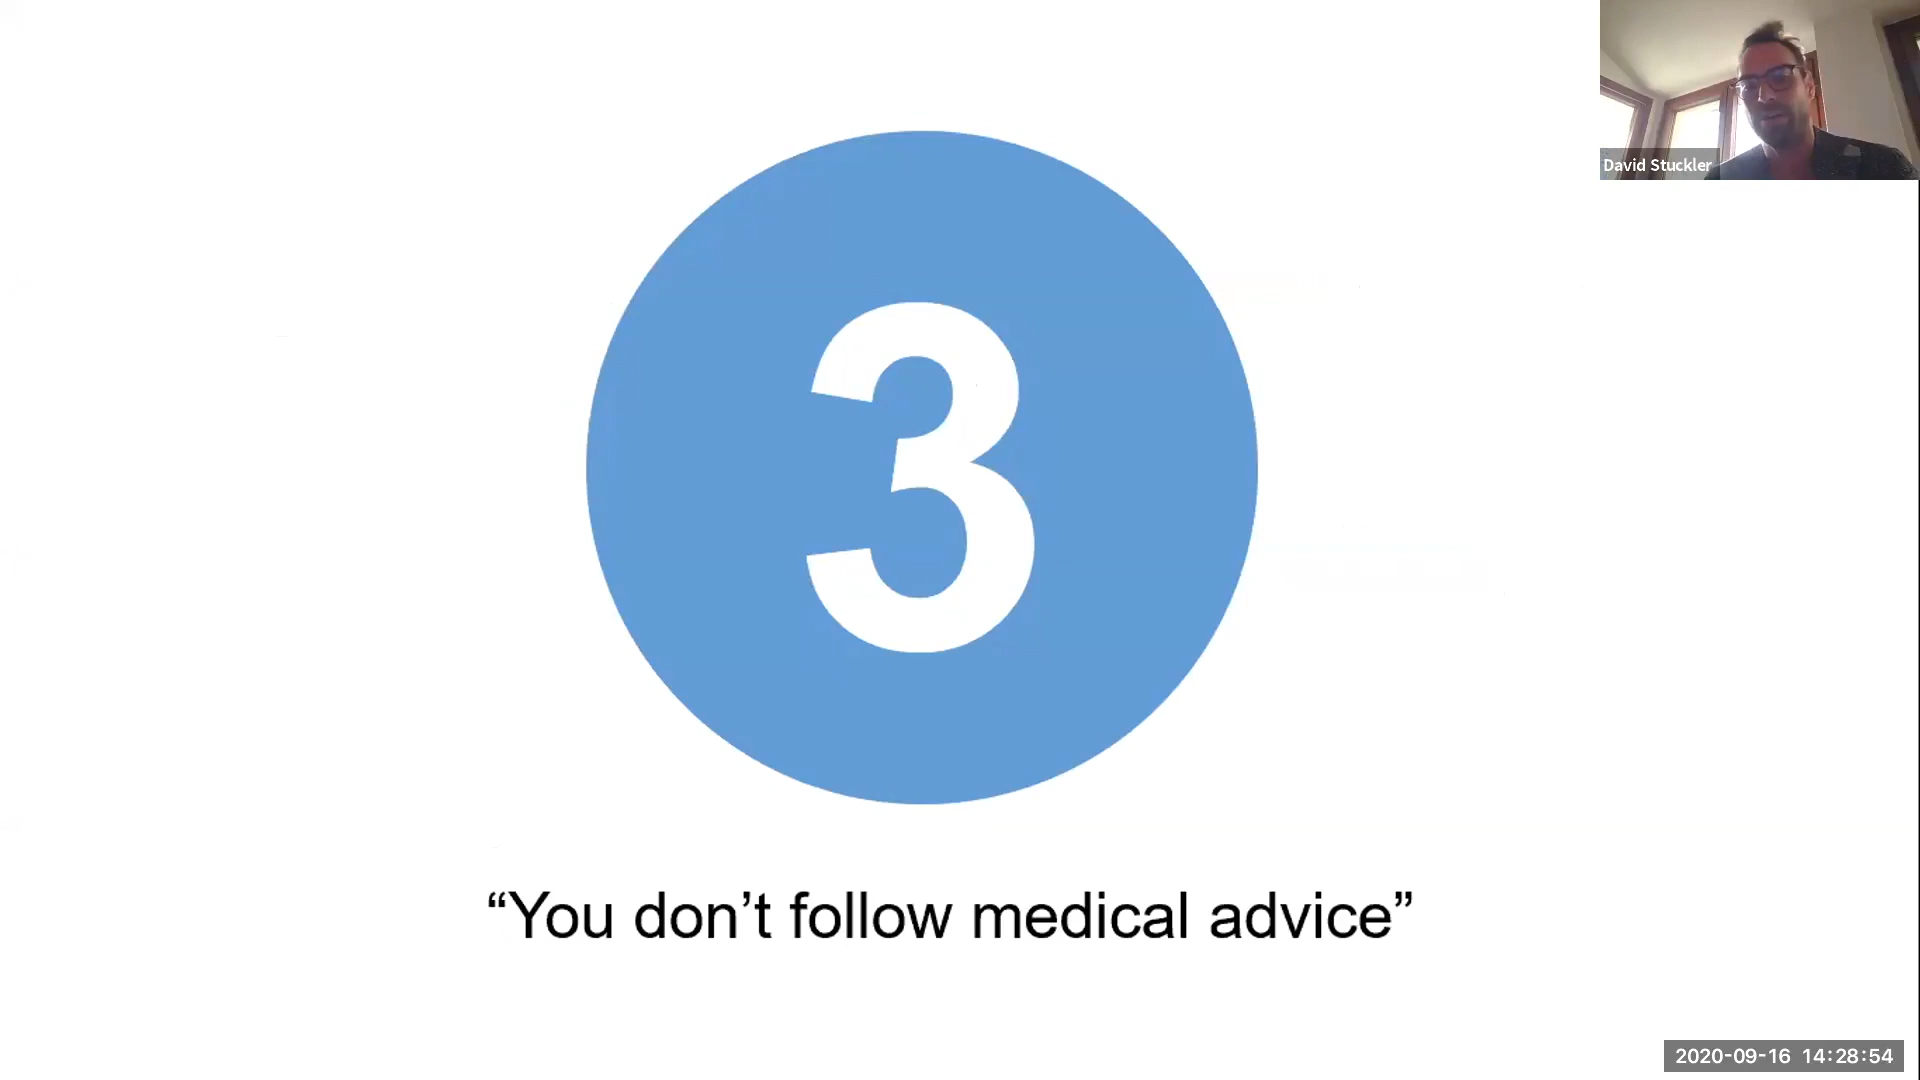 David Stuckler
3
“You don’t follow medical advice”
2020-09-16 14:28:54